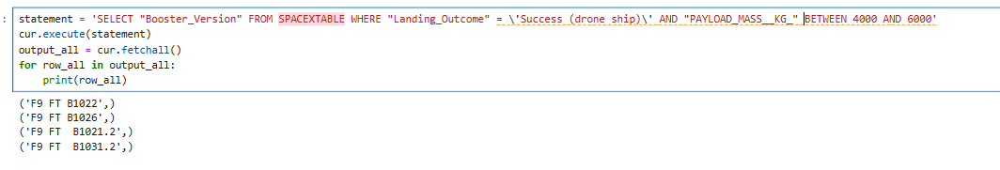 : statement = 'SELECT "Booster_Version" FROM SPACEXTABLE WHERE "Landing_Outcome" = \'Success (drone ship)\' AND "PAYLOAD_MASS__KG_" BETWEEN 4000 AND 6000'
cur.execute(statement)
output_all = cur.fetchall()
for row_all in output_all:
    print(row_all)
('F9 FT B1022',)
('F9 FT B1026',)
('F9 FT  B1021.2',)
('F9 FT  B1031.2',)